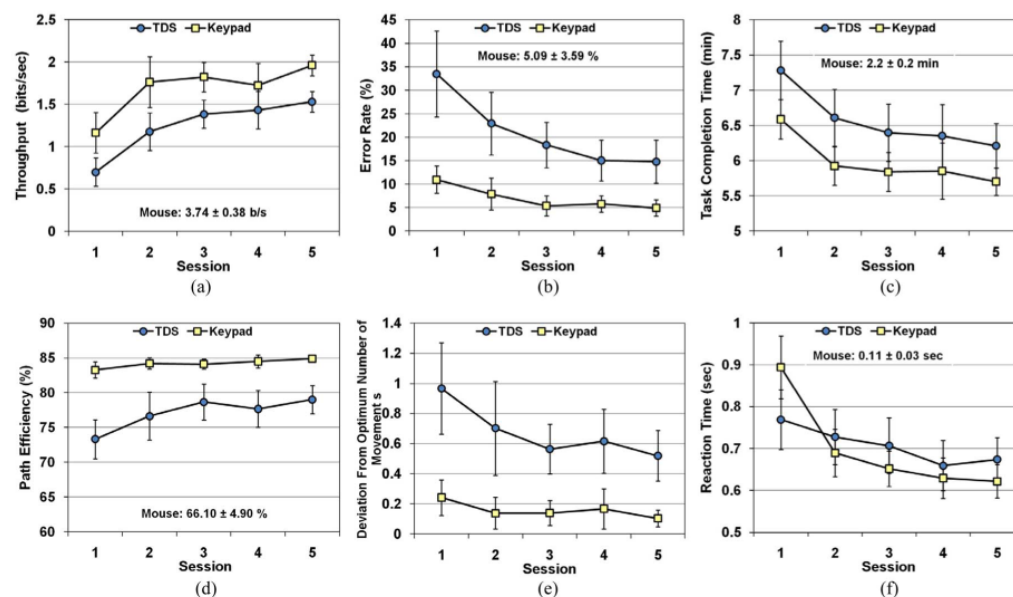 TDS Keypad
Mouse: 3.74 ± 0.38 b/s
Throughput (bits/sec)
2.5
2
1.5
1
0.5
0
1 2 3 4 5
Session
(a)
TDS Keypad
Mouse: 5.09 ± 3.59 %
Error Rate (%)
45
40
35
30
25
20
15
10
5
0
1 2 3 4 5
Session
(b)
TDS Keypad
Mouse: 2.2 ± 0.2 min
Task Completion Time (min)
8
7.5
7
6.5
6
5.5
5
1 2 3 4 5
Session
(c)
TDS Keypad
Mouse: 66.10 ± 4.90 %
Path Efficiency (%)
90
85
80
75
70
65
60
1 2 3 4 5
Session
(d)
TDS Keypad
Deviation From Optimum Number of
Movement s
1.4
1.2
1
0.8
0.6
0.4
0.2
0
1 2 3 4 5
Session
(e)
TDS Keypad
Mouse: 0.11 ± 0.03 sec
Reaction Time (sec)
1
0.9
0.8
0.7
0.6
0.5
1 2 3 4 5
Session
(f)